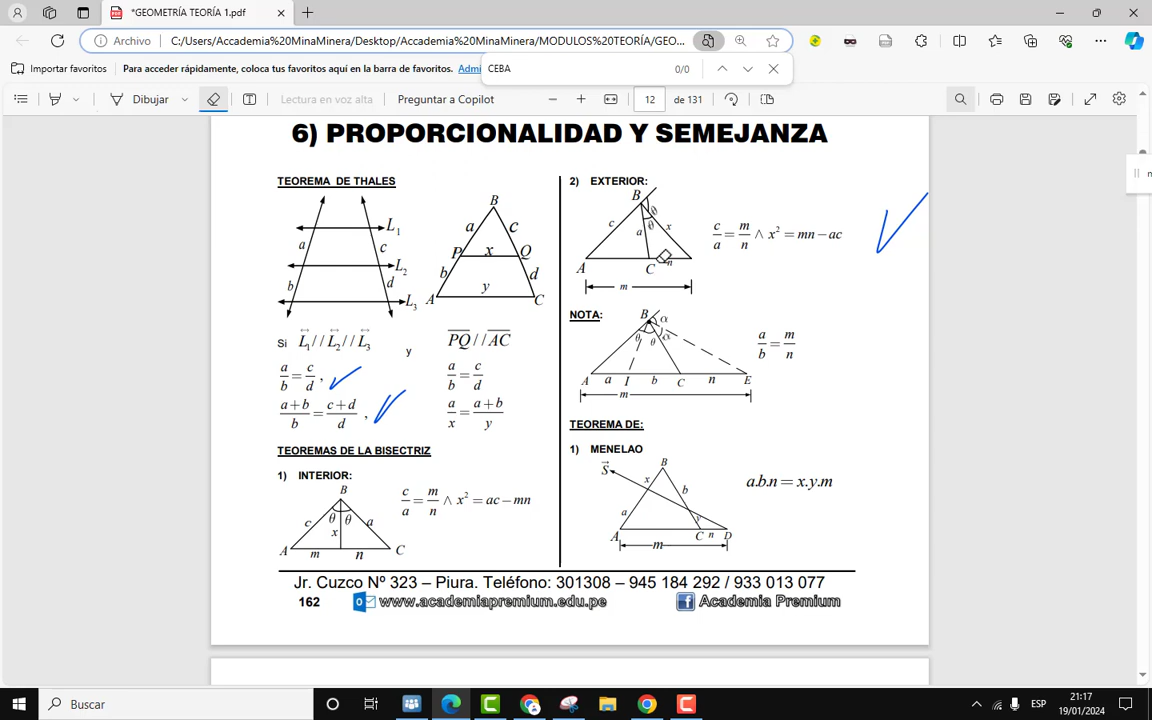 *GEOMETRÍA TEORÍA 1.pdf
Archivo C:/Users/Accademia%20MinaMinera/Desktop/Accademia%20MinaMinera/MODULOS%20TEORÍA/GEO...
Importar favoritos Para acceder rápidamente, coloca tus favoritos aquí en la barra de favoritos. Admi
CEBA 0/0
Dibujar Lectura en voz alta Preguntar a Copilot 12 de 131
6) PROPORCIONALIDAD Y SEMEJANZA
TEOREMA DE THALES
a c b d L1 L2 L3
B a c P x Q b d y A C
Si L1 // L2 // L3 y PQ // AC
a/b = c/d , a/b = c/d
a+b/b = c+d/d , a/x = a+b/y
TEOREMAS DE LA BISECTRIZ
1) INTERIOR:
B c θ θ a x A m n C
c/a = m/n ∧ x² = ac – mn
2) EXTERIOR:
B θ θ c a x A C n m
c/a = m/n ∧ x² = mn – ac
NOTA:
B α α θ θ A a I b C n E m
a/b = m/n
TEOREMA DE:
1) MENELAO
S B x b a y A C n D m
a.b.n = x.y.m
Jr. Cuzco Nº 323 – Piura. Teléfono: 301308 – 945 184 292 / 933 013 077
162 www.academiapremium.edu.pe Academia Premium
Buscar
ESP
21:17
19/01/2024